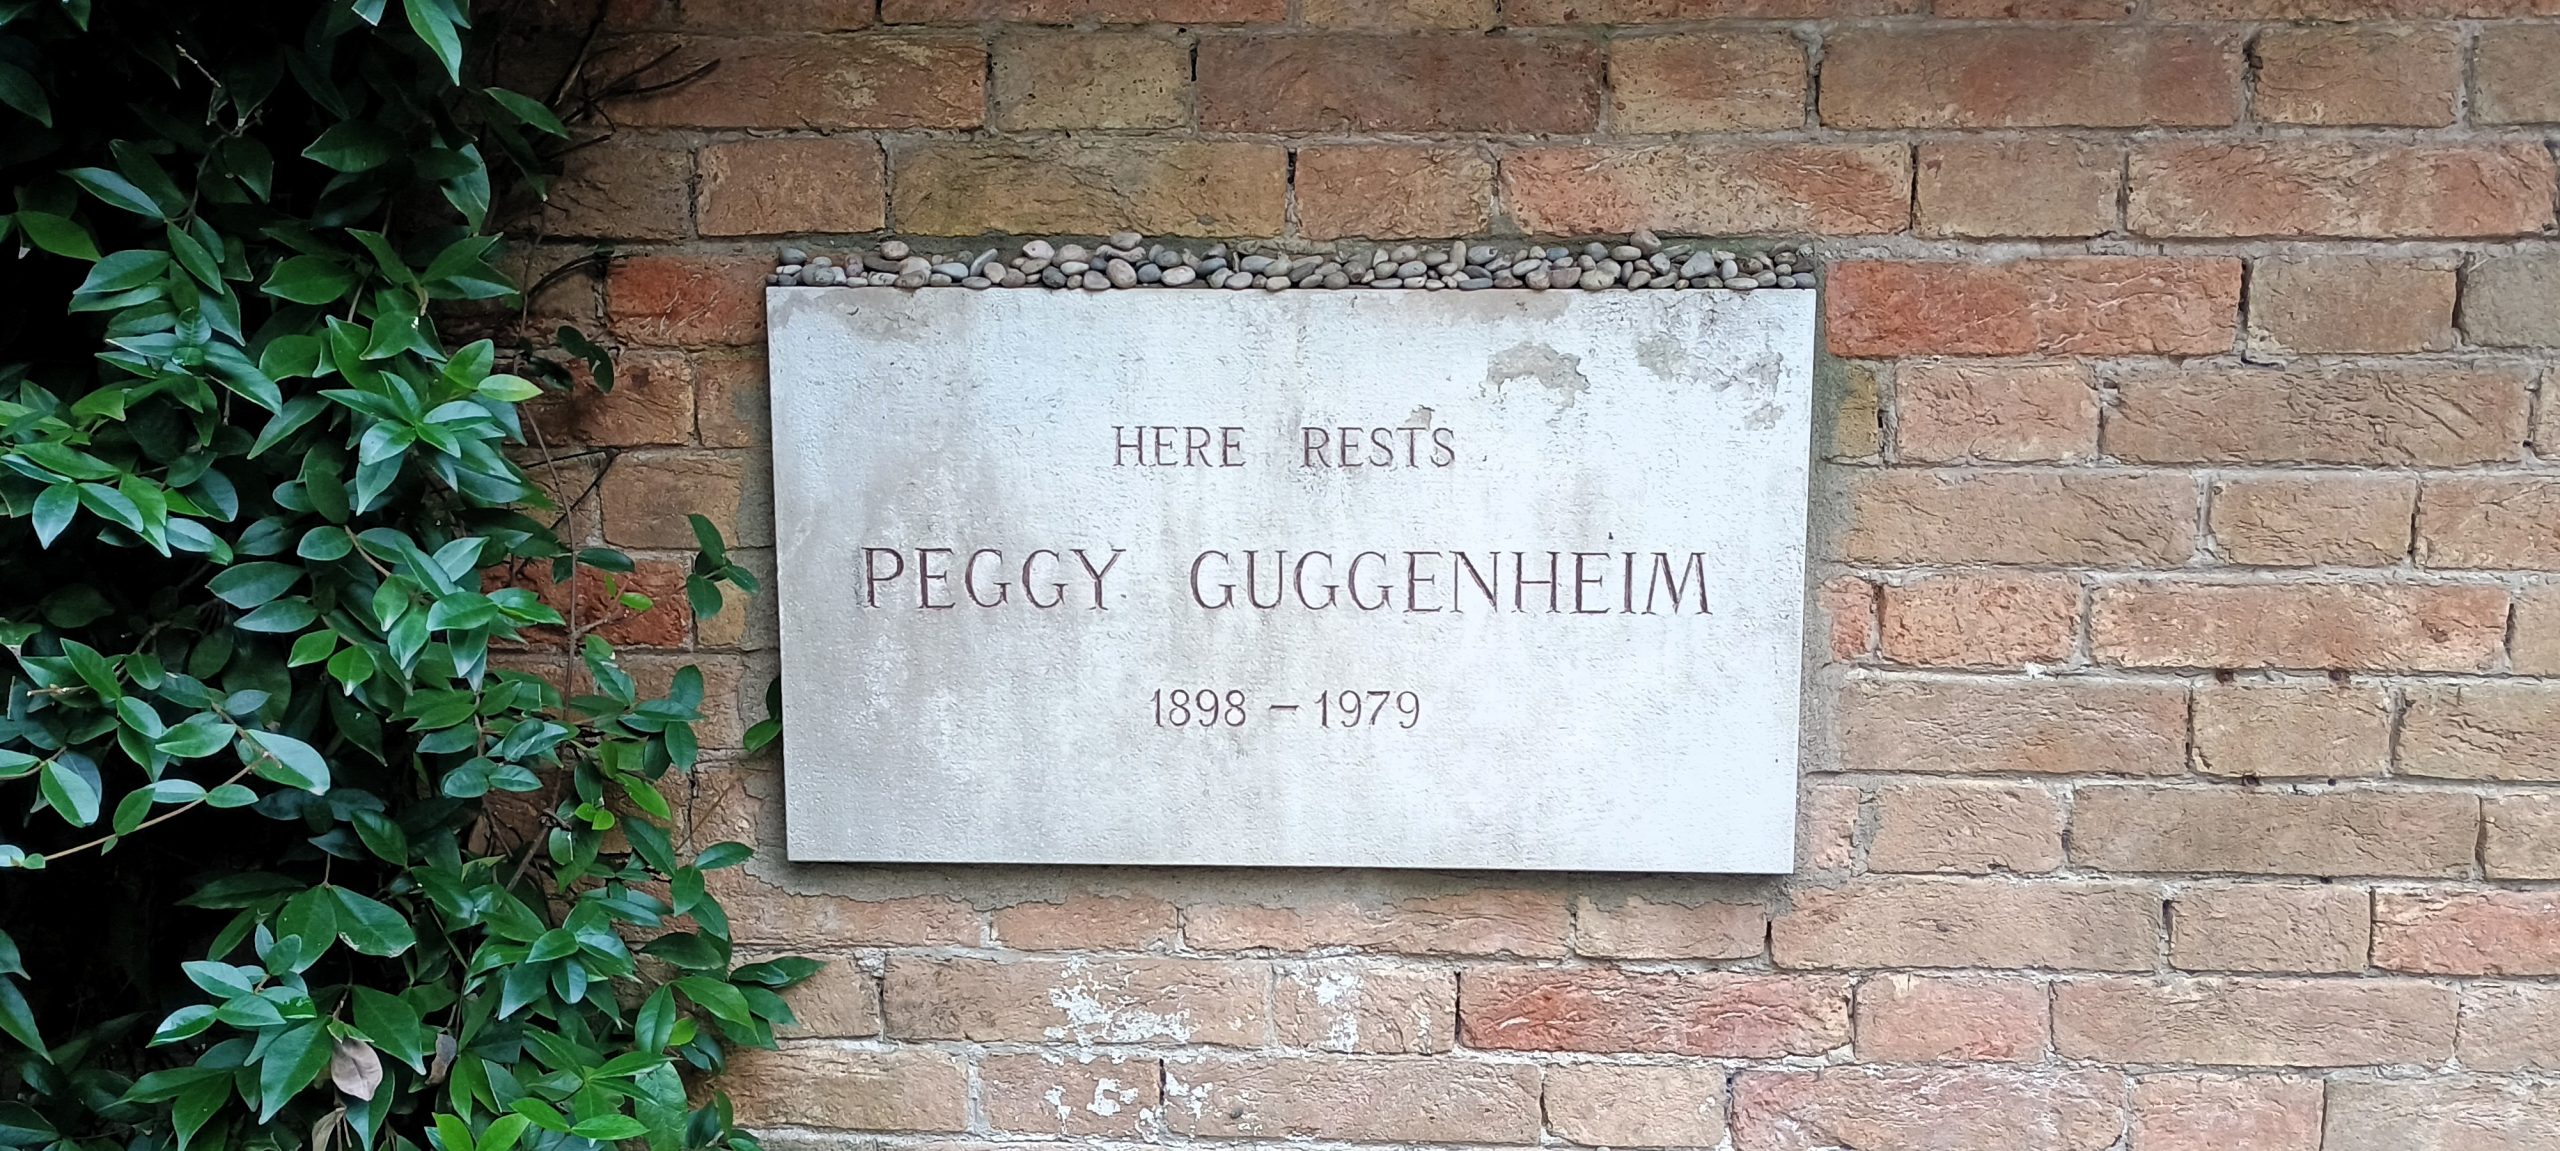 HERE RESTS
PEGGY GUGGENHEIM
1898 – 1979